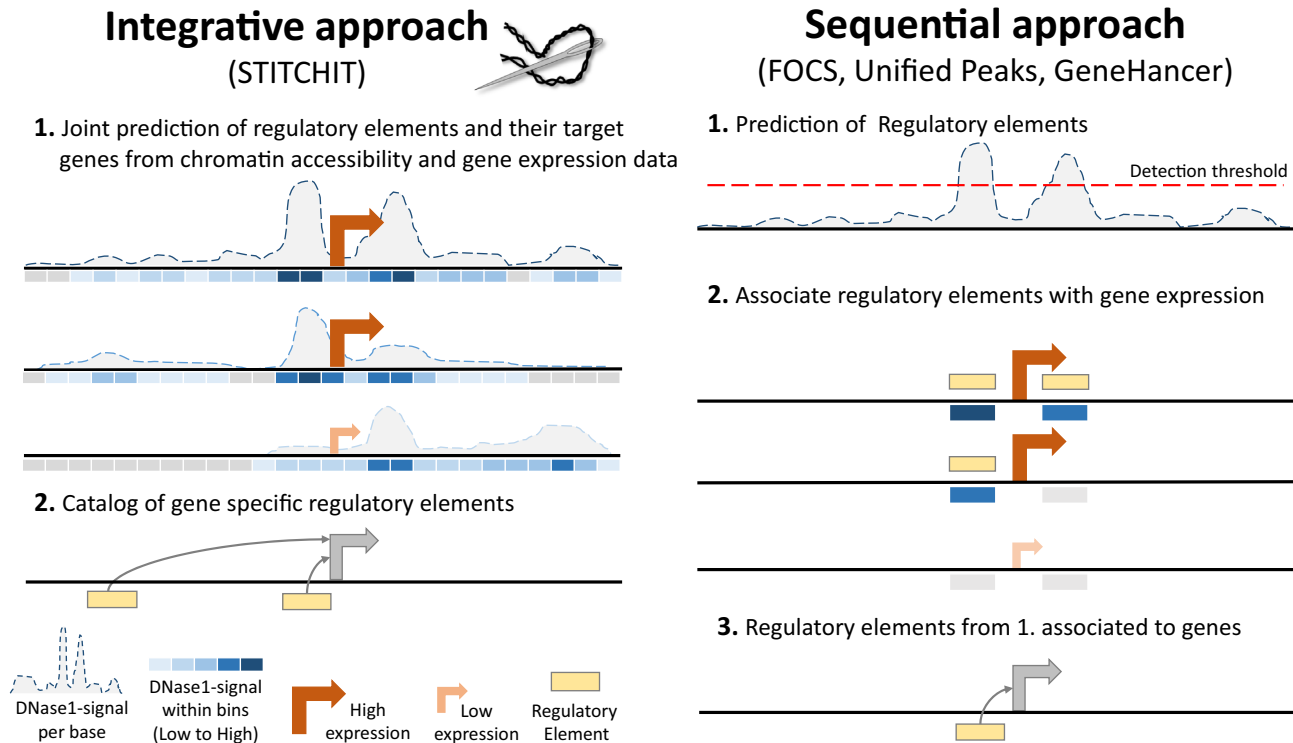 Integrative approach
(STITCHIT)
1. Joint prediction of regulatory elements and their target
genes from chromatin accessibility and gene expression data
2. Catalog of gene specific regulatory elements
DNase1-signal
per base
DNase1-signal
within bins
(Low to High)
High
expression
Low
expression
Regulatory
Element
Sequential approach
(FOCS, Unified Peaks, GeneHancer)
1. Prediction of Regulatory elements
Detection threshold
2. Associate regulatory elements with gene expression
3. Regulatory elements from 1. associated to genes